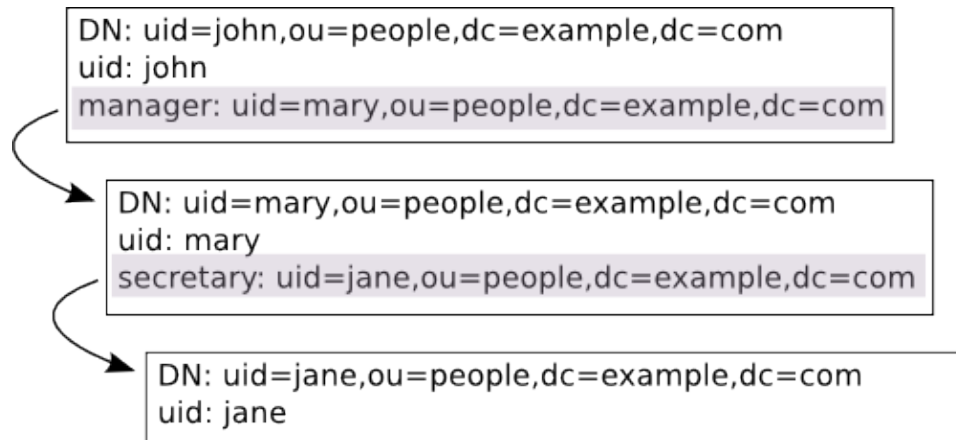 DN: uid=john,ou=people,dc=example,dc=com
uid: john
manager: uid=mary,ou=people,dc=example,dc=com
DN: uid=mary,ou=people,dc=example,dc=com
uid: mary
secretary: uid=jane,ou=people,dc=example,dc=com
DN: uid=jane,ou=people,dc=example,dc=com
uid: jane